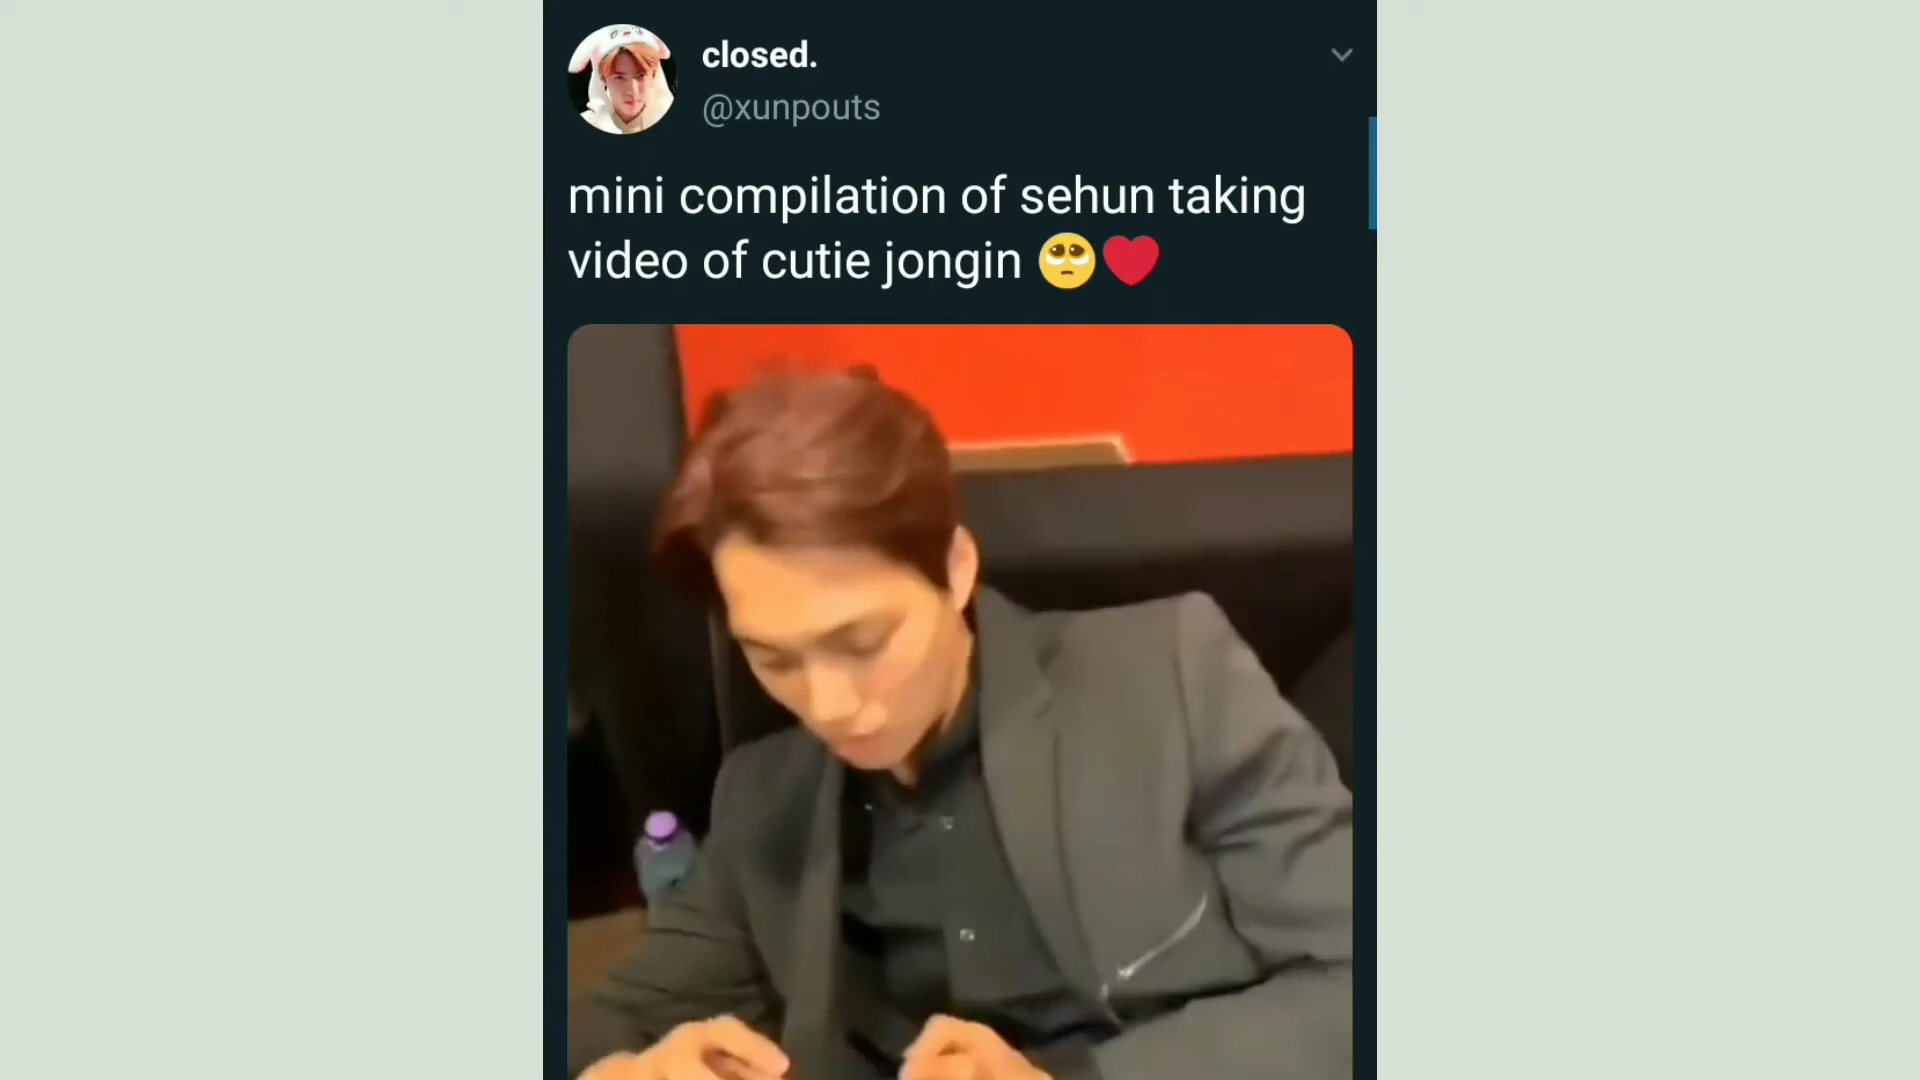 closed.
@xunpouts
mini compilation of sehun taking
video of cutie jongin 🥺❤️